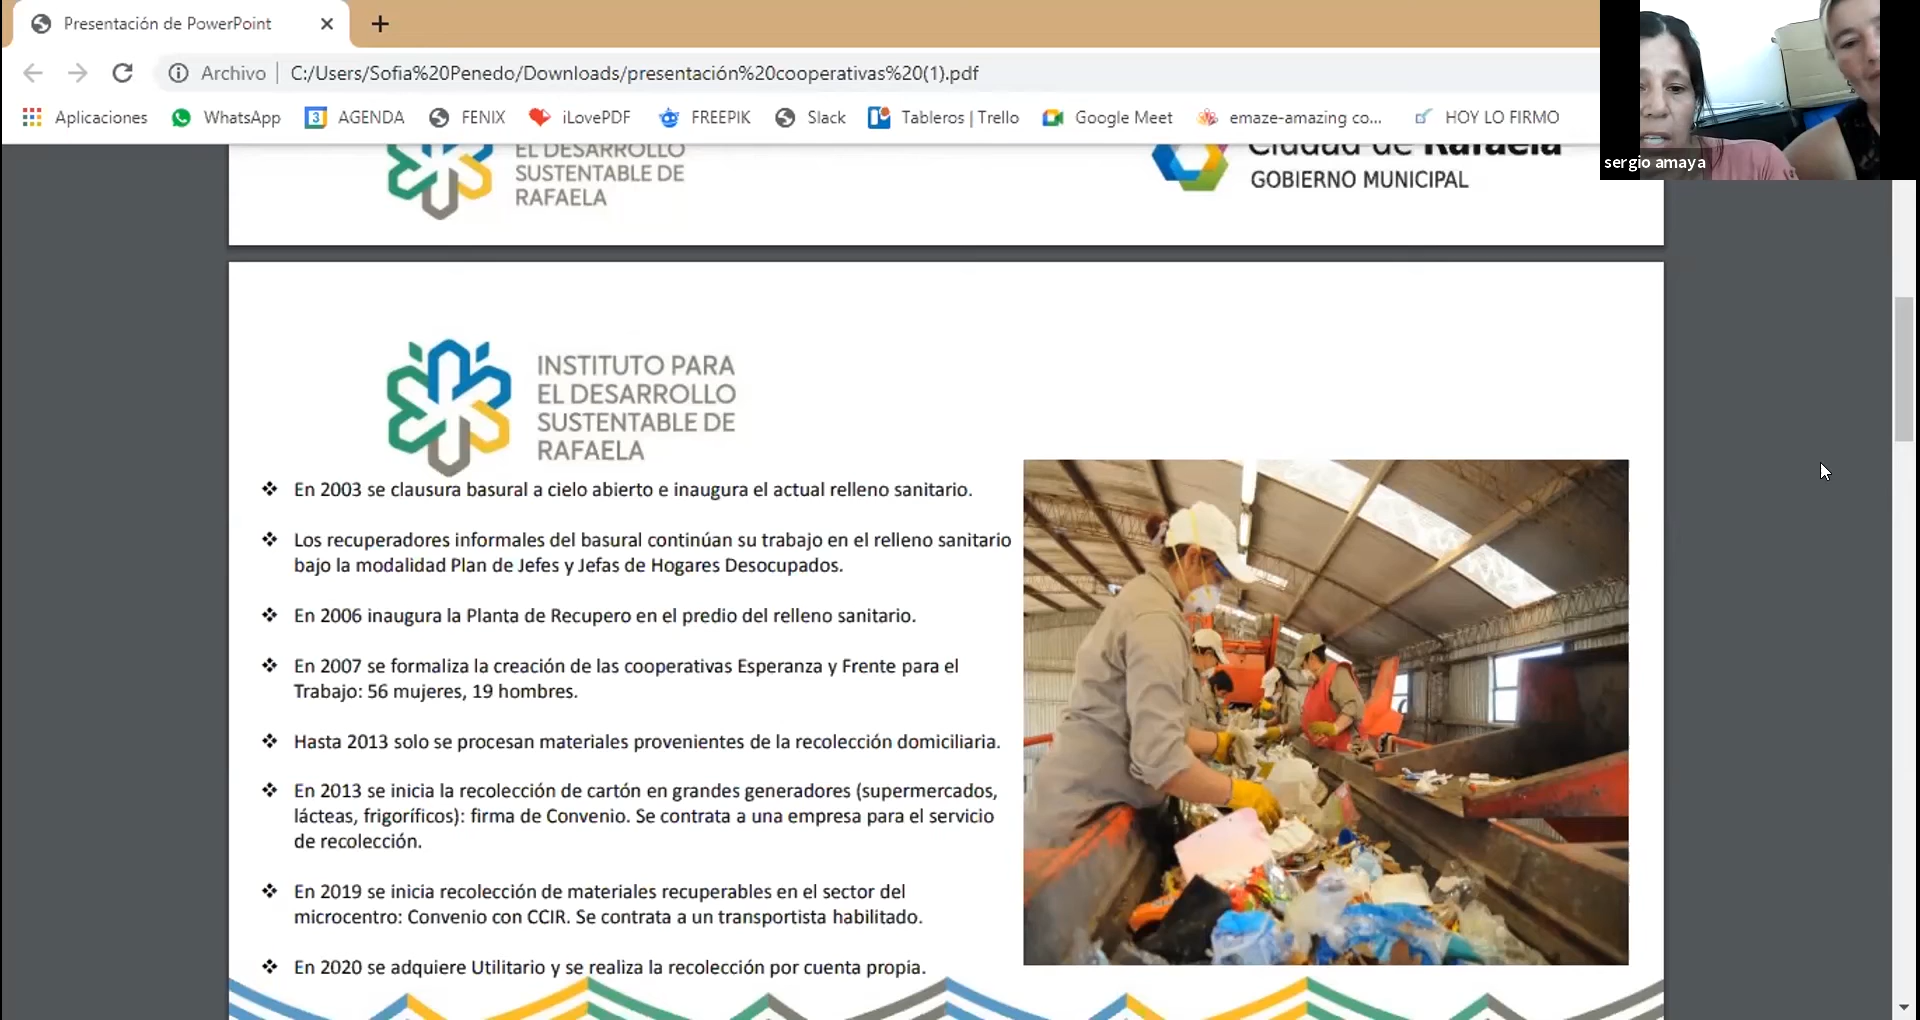 Presentación de PowerPoint
Archivo
C:/Users/Sofia%20Penedo/Downloads/presentación%20cooperativas%20(1).pdf
Aplicaciones
WhatsApp
3
AGENDA
FENIX
iLovePDF
FREEPIK
Slack
Tableros | Trello
Google Meet
emaze-amazing co...
HOY LO FIRMO
sergio amaya
EL DESARROLLO
SUSTENTABLE DE
RAFAELA
Ciudad de Rafaela
GOBIERNO MUNICIPAL
INSTITUTO PARA
EL DESARROLLO
SUSTENTABLE DE
RAFAELA
❖ En 2003 se clausura basural a cielo abierto e inaugura el actual relleno sanitario.
❖ Los recuperadores informales del basural continúan su trabajo en el relleno sanitario
bajo la modalidad Plan de Jefes y Jefas de Hogares Desocupados.
❖ En 2006 inaugura la Planta de Recupero en el predio del relleno sanitario.
❖ En 2007 se formaliza la creación de las cooperativas Esperanza y Frente para el
Trabajo: 56 mujeres, 19 hombres.
❖ Hasta 2013 solo se procesan materiales provenientes de la recolección domiciliaria.
❖ En 2013 se inicia la recolección de cartón en grandes generadores (supermercados,
lácteas, frigoríficos): firma de Convenio. Se contrata a una empresa para el servicio
de recolección.
❖ En 2019 se inicia recolección de materiales recuperables en el sector del
microcentro: Convenio con CCIR. Se contrata a un transportista habilitado.
❖ En 2020 se adquiere Utilitario y se realiza la recolección por cuenta propia.